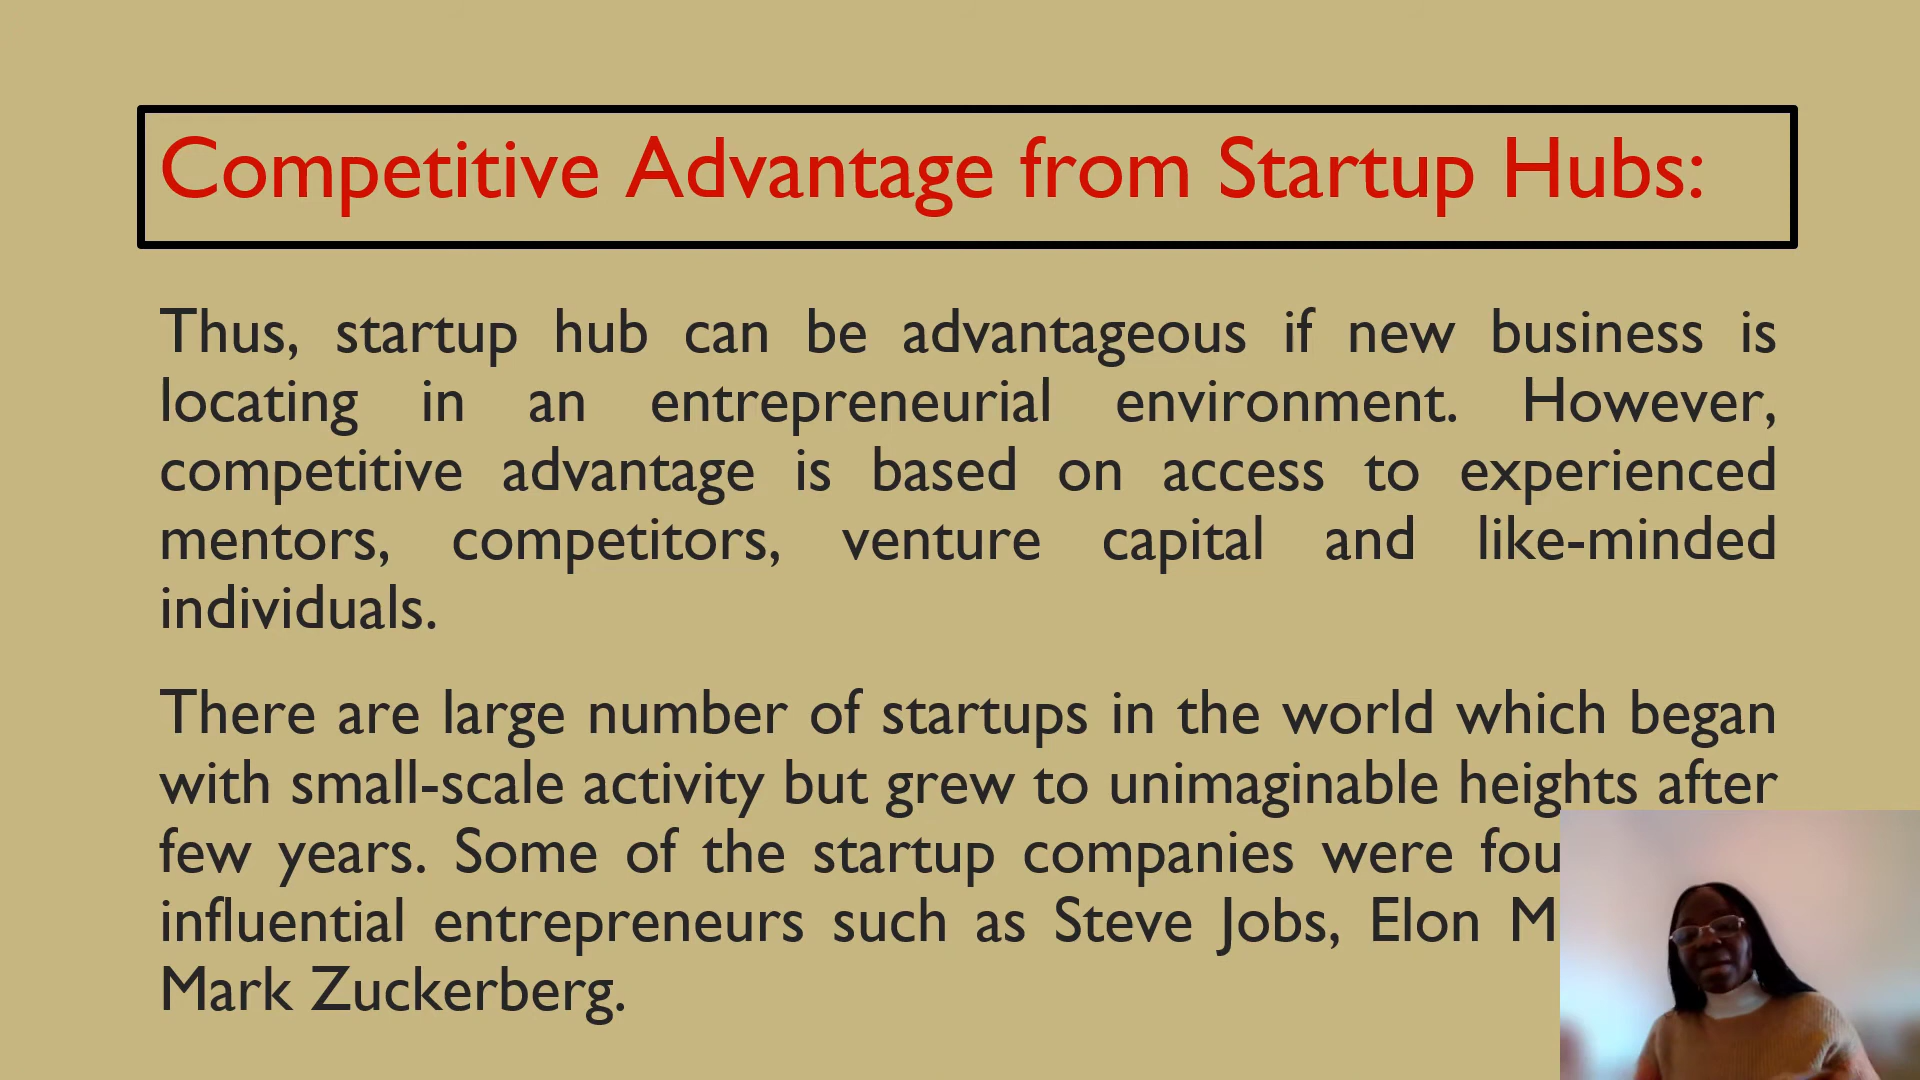 Competitive Advantage from Startup Hubs:
Thus, startup hub can be advantageous if new business is
locating in an entrepreneurial environment. However,
competitive advantage is based on access to experienced
mentors, competitors, venture capital and like-minded
individuals.
There are large number of startups in the world which began
with small-scale activity but grew to unimaginable heights after
few years. Some of the startup companies were
influential entrepreneurs such as Steve Jobs, Elon
Mark Zuckerberg.